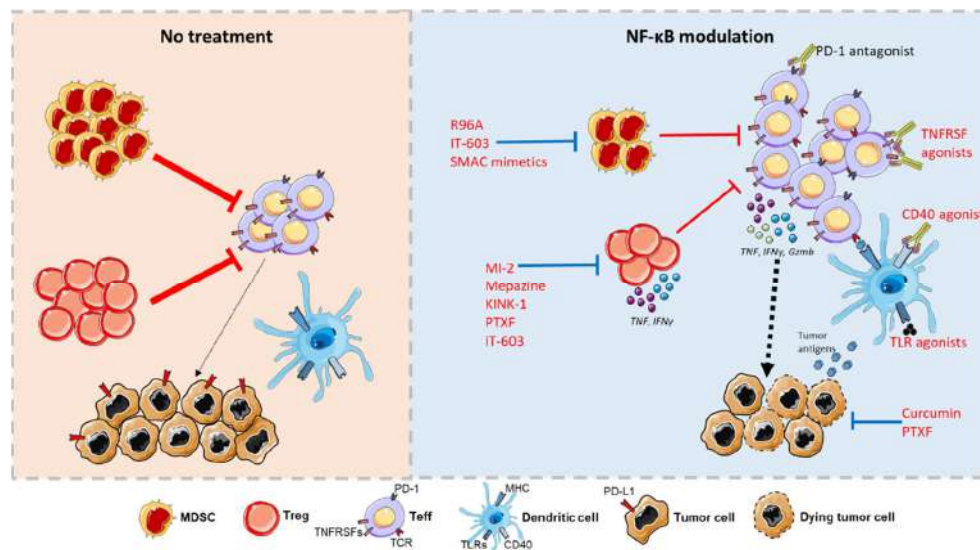 No treatment
NF-κB modulation
PD-1 antagonist
R96A
IT-603
SMAC mimetics
TNFRSF
agonists
CD40 agonist
TNF, IFNγ, Gzmb
MI-2
Mepazine
KINK-1
PTXF
IT-603
TNF, IFNγ
TLR agonists
Tumor
antigens
Curcumin
PTXF
MDSC
Treg
PD-1
Teff
TNFRSFs
TCR
MHC
Dendritic cell
TLRs
CD40
PD-L1
Tumor cell
Dying tumor cell